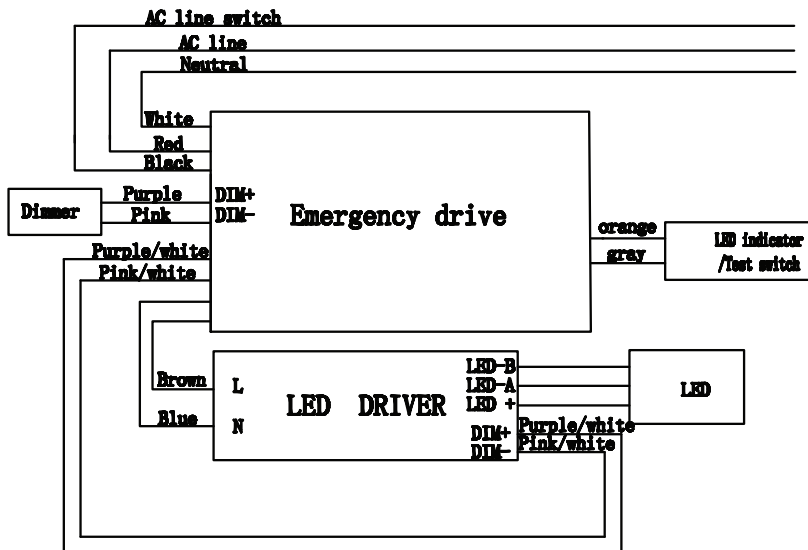 AC line switch
AC line
Neutral
White
Red
Black
Dimmer
Purple
DIM+
Pink
DIM-
Emergency drive
orange
gray
LED indicator
/Test switch
Purple/white
Pink/white
Brown
L
Blue
N
LED DRIVER
LED-B
LED-A
LED +
DIM+
DIM-
Purple/white
Pink/white
LED